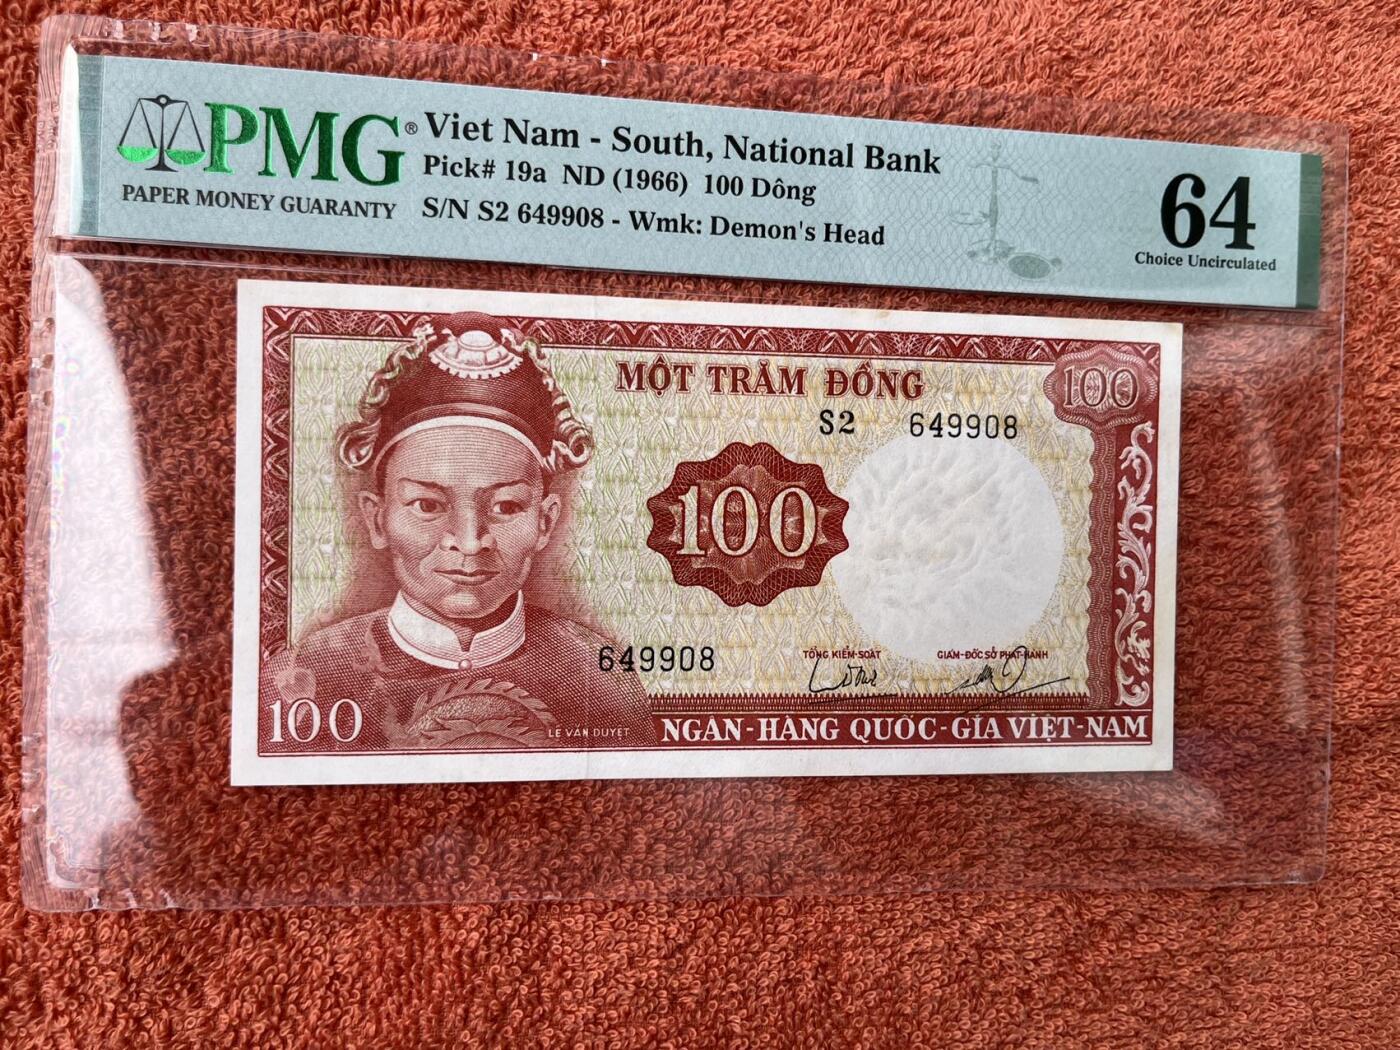 PMG®
PAPER MONEY GUARANTY
Viet Nam - South, National Bank
Pick# 19a ND (1966) 100 Dông
S/N S2 649908 - Wmk: Demon's Head
64
Choice Uncirculated
MỘT TRĂM ĐỒNG
100
S2 649908
100
649908
TỔNG KIỂM-SOÁT
GIÁM-ĐỐC SỞ PHÁT-HÀNH
100
LE VAN DUYET
NGÂN-HÀNG QUỐC-GIA VIỆT-NAM